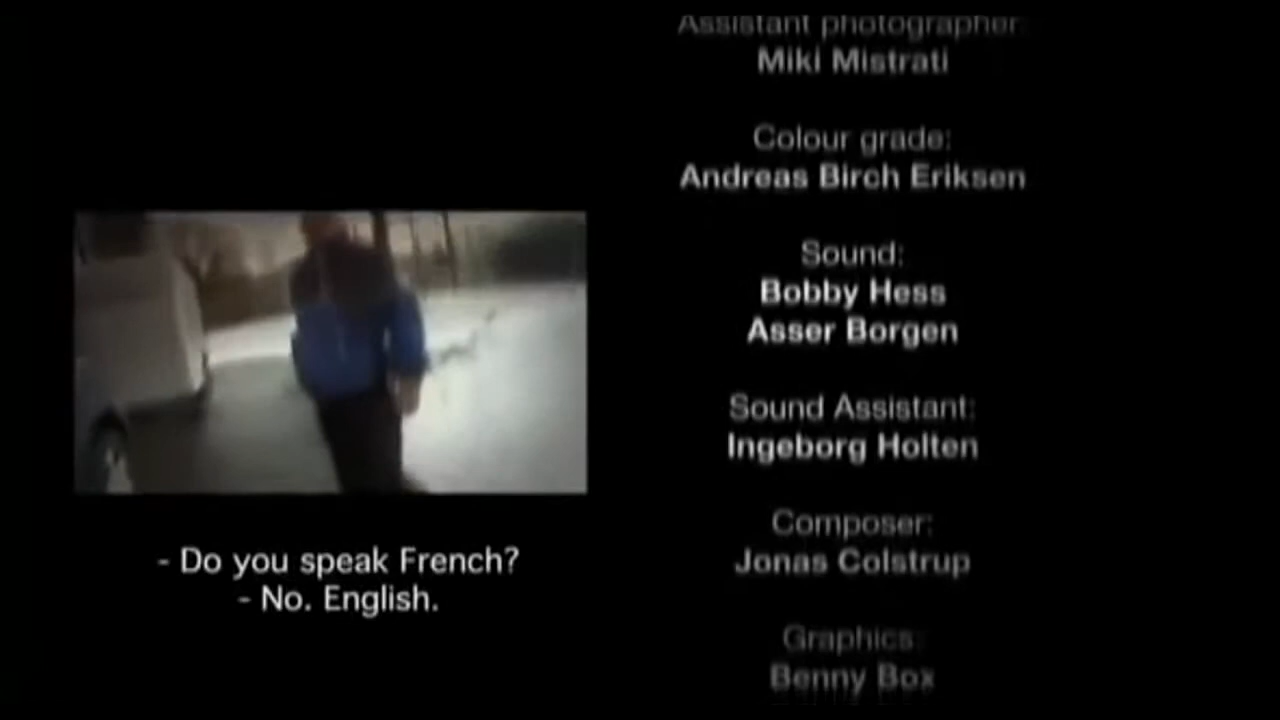 Assistant photographer:
Miki Mistrati
Colour grade:
Andreas Birch Eriksen
Sound:
Bobby Hess
Asser Borgen
Sound Assistant:
Ingeborg Holten
Composer:
Jonas Colstrup
Graphics:
Benny Box
- Do you speak French?
- No. English.